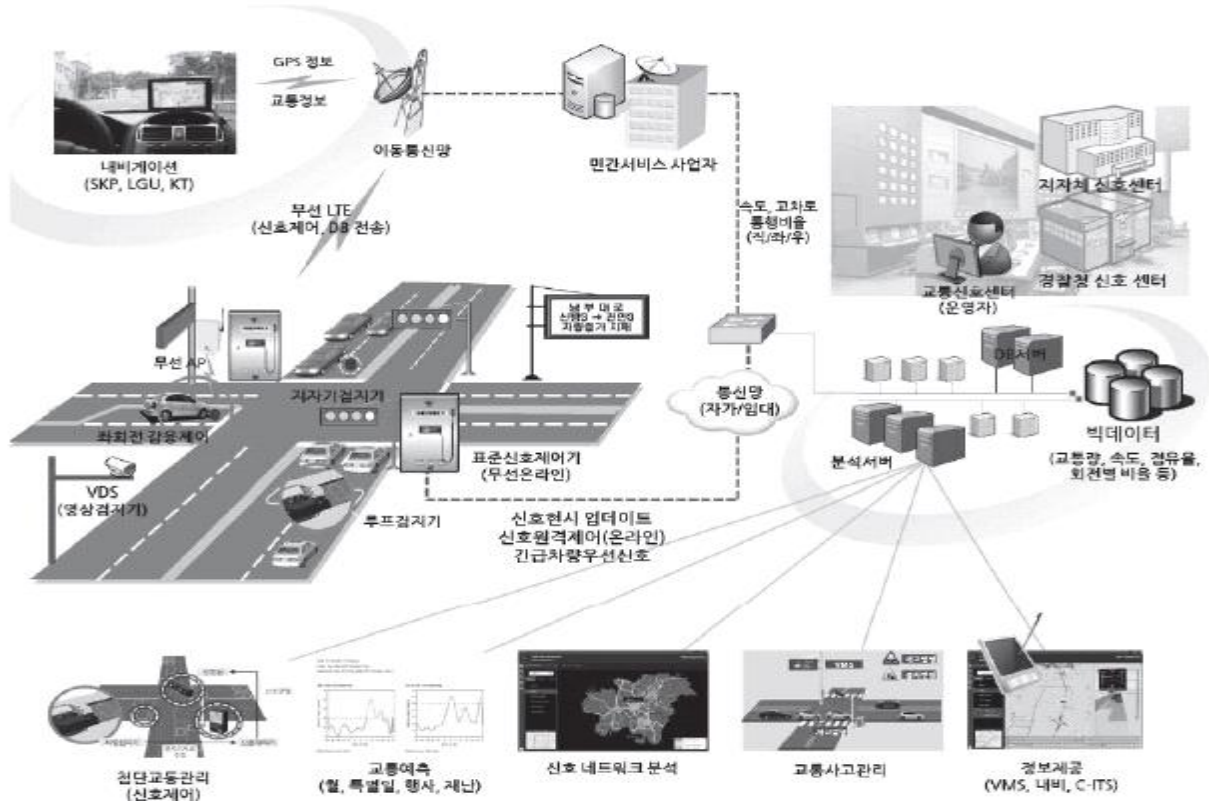 GPS 정보
교통정보
내비게이션
(SKP, LGU, KT)
이동통신망
민간서비스 사업자
지자체 신호센터
경찰청 신호 센터
교통신호센터
(운영자)
무선 LTE
(신호제어, DB 전송)
속도, 교차로
통행비율
(직/좌/우)
무선 AP
지자기검지기
좌회전 감응제어
VDS
(영상검지기)
루프검지기
표준신호제어기
(무선온라인)
통신망
(자가/임대)
DB서버
분석서버
빅데이터
(교통량, 속도, 점유율,
회전별 비율 등)
신호현시 업데이트
신호원격제어(온라인)
긴급차량우선신호
VMS
첨단교통관리
(신호제어)
교통예측
(월, 특별일, 행사, 재난)
신호 네트워크 분석
교통사고관리
정보제공
(VMS, 내비, C-ITS)